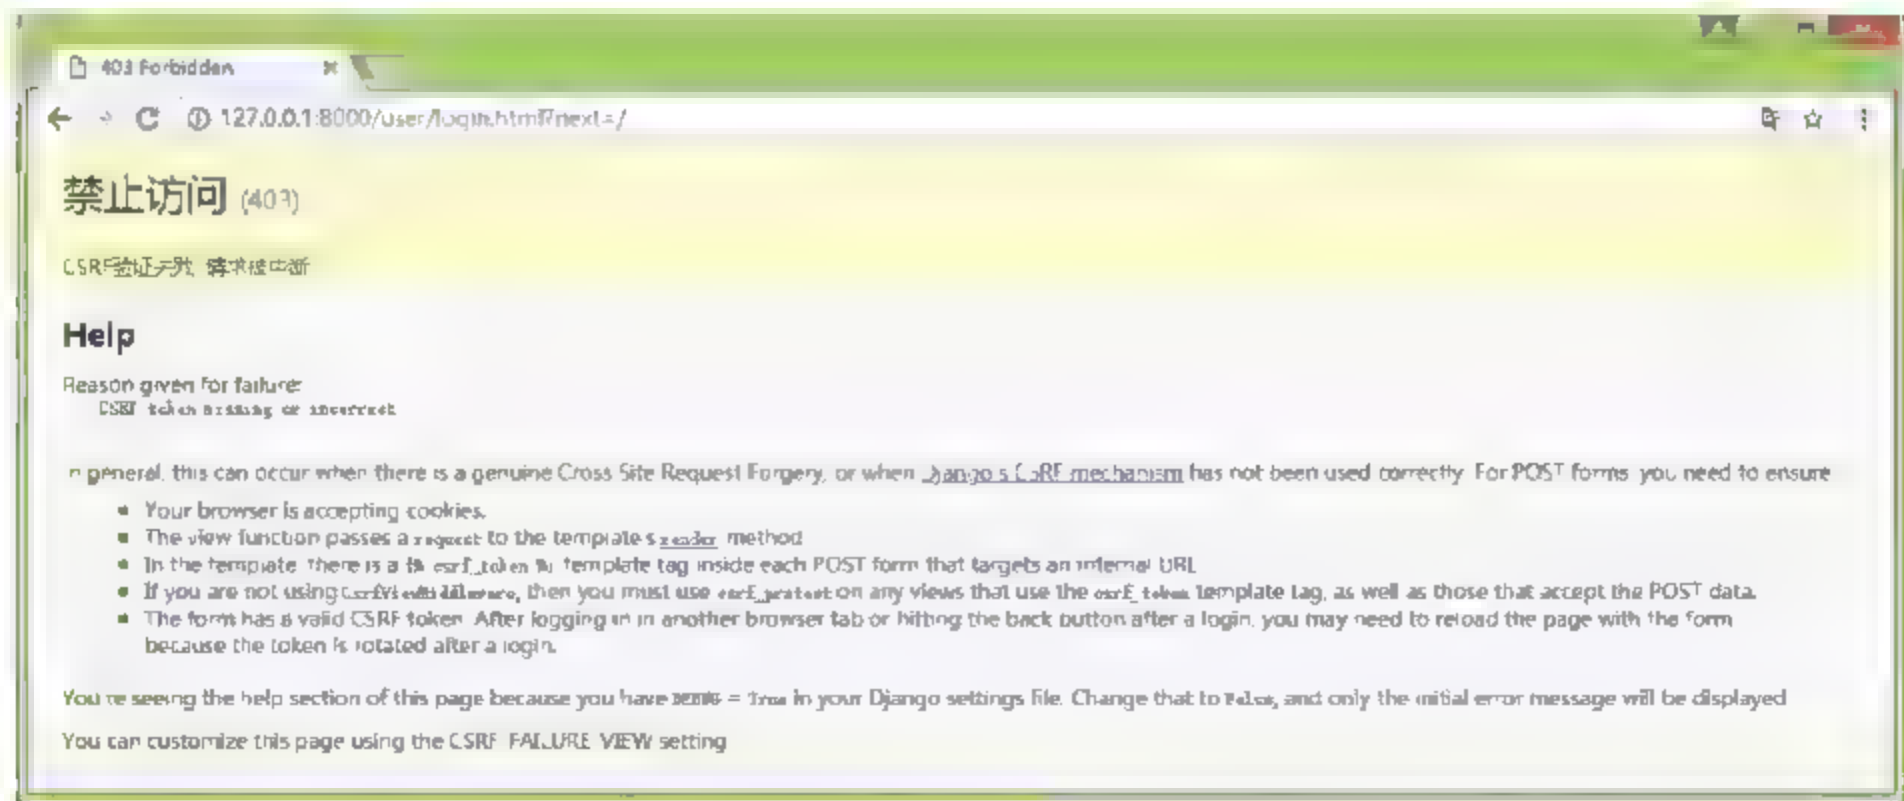 403 Forbidden
127.0.0.1:8000/user/login.html?next=/
禁止访问 (403)
CSRF验证失败. 请求被中断.
Help
Reason given for failure:
CSRF token missing or incorrect.
In general, this can occur when there is a genuine Cross Site Request Forgery, or when Django's CSRF mechanism has not been used correctly. For POST forms, you need to ensure:
Your browser is accepting cookies.
The view function passes a request to the template's render method.
In the template, there is a {% csrf_token %} template tag inside each POST form that targets an internal URL.
If you are not using CsrfViewMiddleware, then you must use csrf_protect on any views that use the csrf_token template tag, as well as those that accept the POST data.
The form has a valid CSRF token. After logging in in another browser tab or hitting the back button after a login, you may need to reload the page with the form
because the token is rotated after a login.
You're seeing the help section of this page because you have DEBUG = True in your Django settings file. Change that to False, and only the initial error message will be displayed.
You can customize this page using the CSRF_FAILURE_VIEW setting.